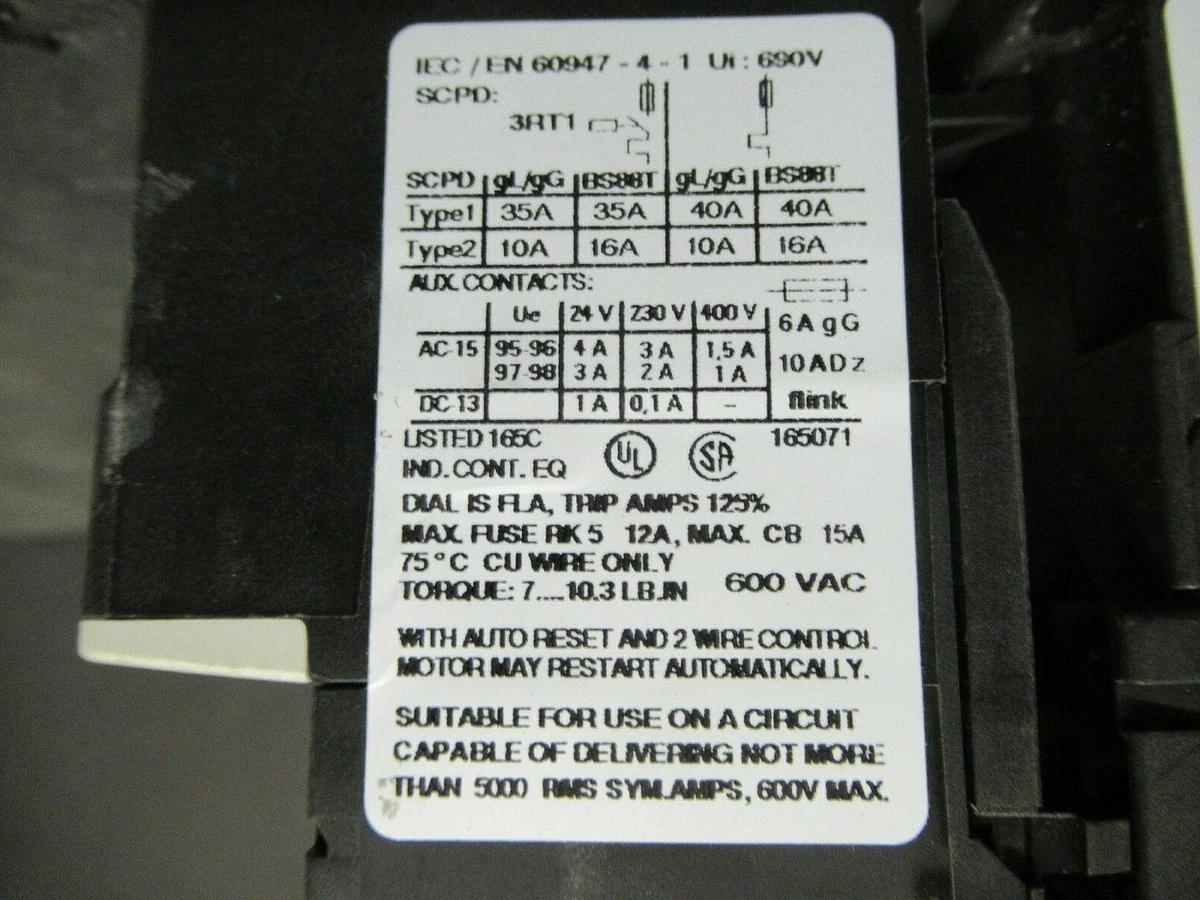 IEC / EN 60947 - 4 - 1 Ui : 690V
SCPD:
3RT1
SCPD gL/gG BS88T gL/gG BS88T
Type1 35A 35A 40A 40A
Type2 10A 16A 10A 16A
AUX. CONTACTS:
Ue 24 V 230 V 400 V
6A gG
AC-15 95-96 4 A 3 A 1,5 A
97-98 3 A 2 A 1 A
10 A Dz
DC-13 1 A 0,1 A –
flink
LISTED 165C UL SA 165071
IND. CONT. EQ
DIAL IS FLA, TRIP AMPS 125%
MAX. FUSE RK 5 12A, MAX. CB 15A
75°C CU WIRE ONLY
TORQUE: 7....10.3 LB.IN 600 VAC
WITH AUTO RESET AND 2 WIRE CONTROL
MOTOR MAY RESTART AUTOMATICALLY.
SUITABLE FOR USE ON A CIRCUIT
CAPABLE OF DELIVERING NOT MORE
THAN 5000 RMS SYM.AMPS, 600V MAX.